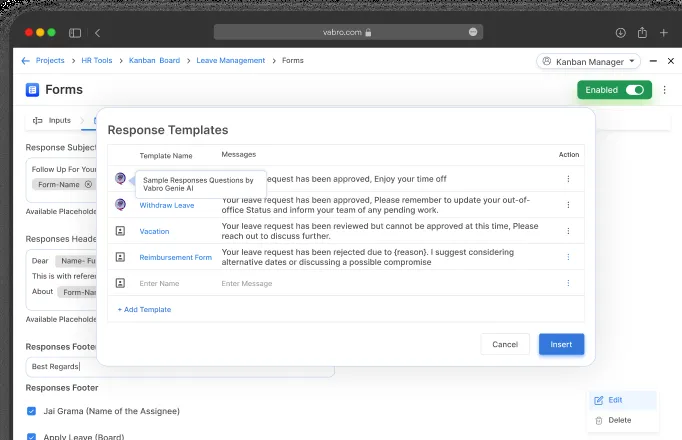 vabro.com
Projects > HR Tools > Kanban Board > Leave Management > Forms
Kanban Manager
Forms
Enabled
Inputs
Response Subject
Follow Up For Your
Form-Name
Available Placeholde
Responses Heade
Dear Name- Fu
This is with refere
About Form-Nam
Available Placeholde
Responses Footer
Best Regards
Responses Footer
Jai Grama (Name of the Assignee)
Apply Leave (Board)
Response Templates
Template Name Messages Action
Sample Responses Questions by
Vabro Genie AI
request has been approved, Enjoy your time off
Withdraw Leave
Your leave request has been approved, Please remember to update your out-of-
office Status and inform your team of any pending work.
Vacation
Your leave request has been reviewed but cannot be approved at this time, Please
reach out to discuss further.
Reimbursement Form
Your leave request has been rejected due to {reason}. I suggest considering
alternative dates or discussing a possible compromise
Enter Name Enter Message
+ Add Template
Cancel Insert
Edit
Delete